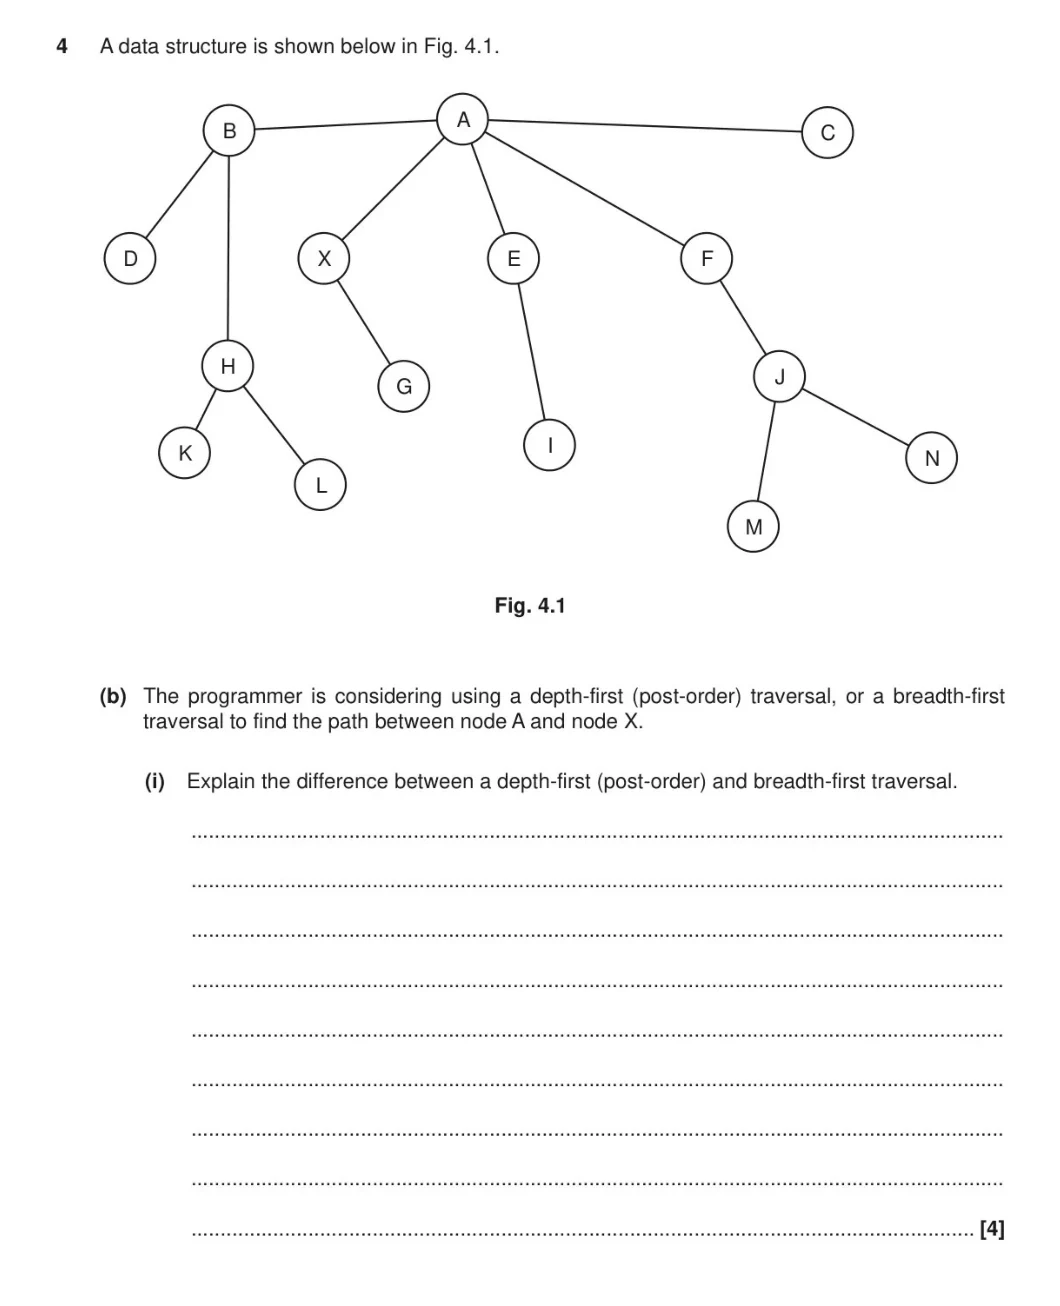 4 A data structure is shown below in Fig. 4.1.
B A C
D X E F
H G J
K L I N
M
Fig. 4.1
(b) The programmer is considering using a depth-first (post-order) traversal, or a breadth-first
traversal to find the path between node A and node X.
(i) Explain the difference between a depth-first (post-order) and breadth-first traversal.
[4]